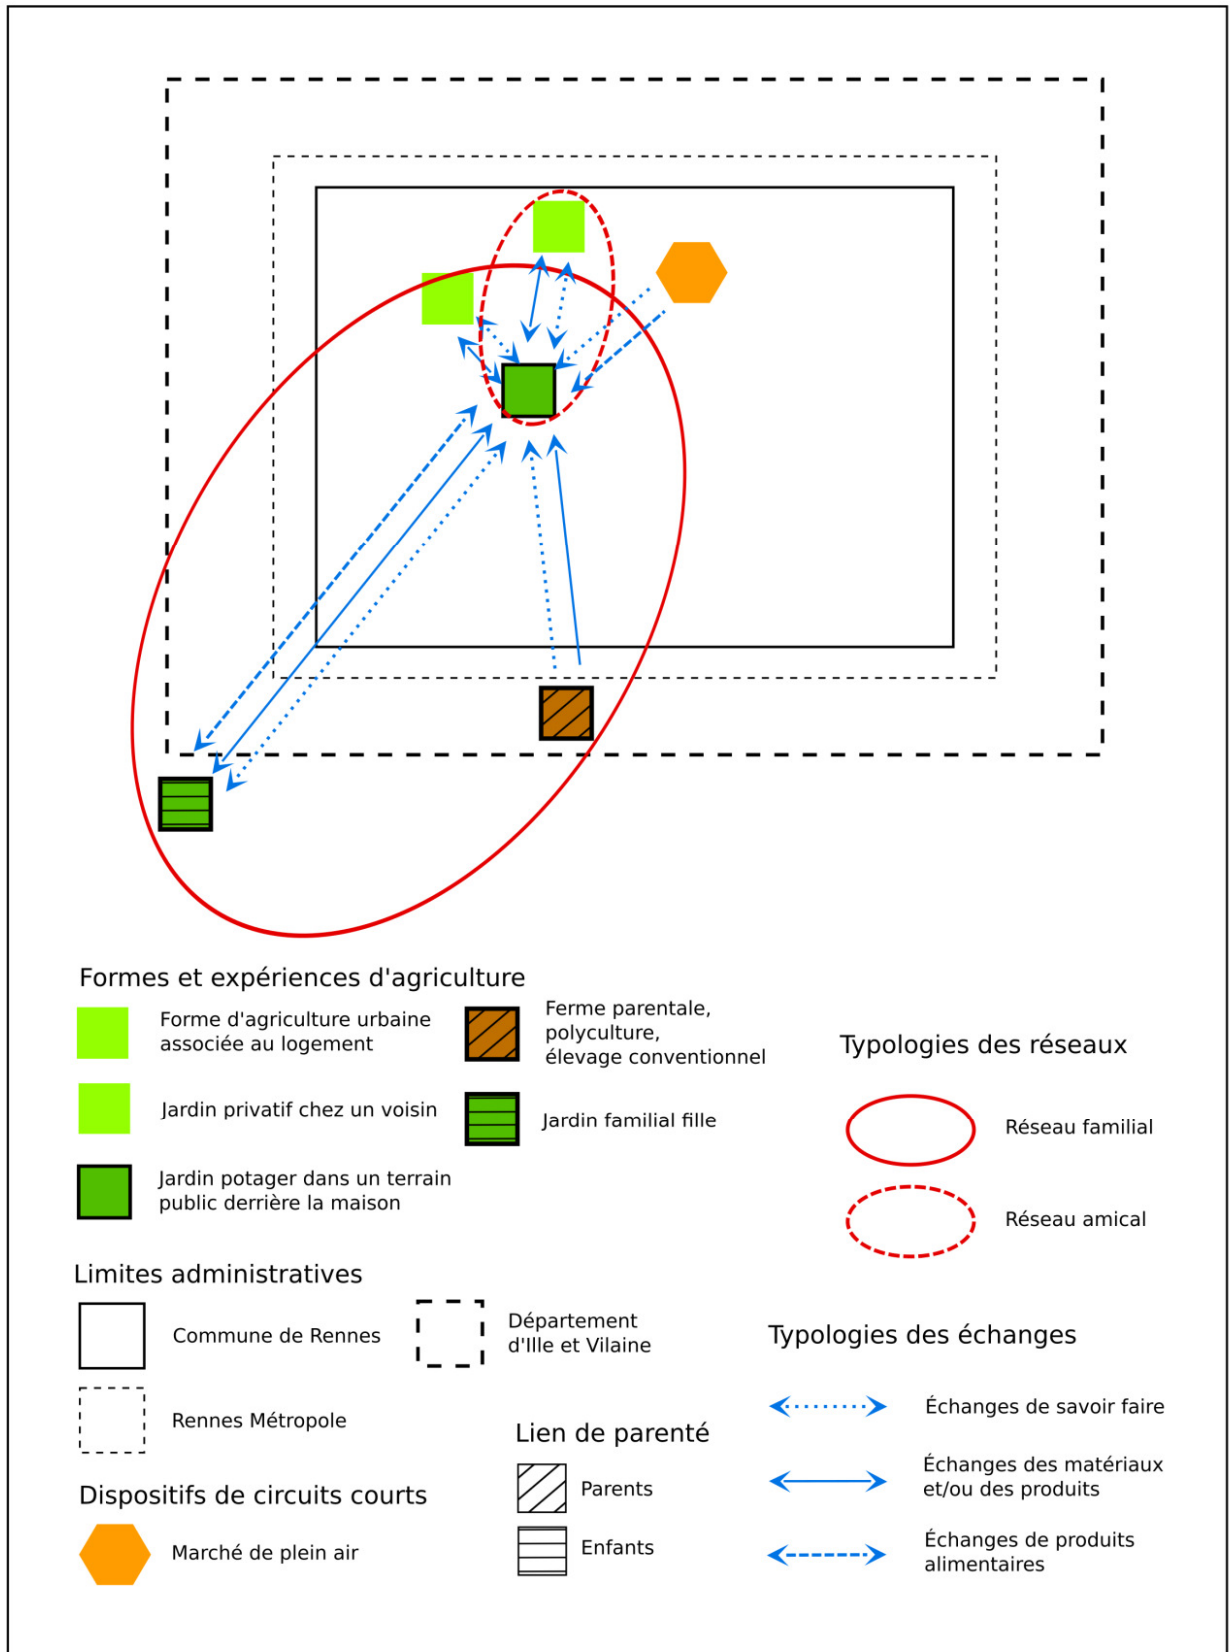 Formes et expériences d'agriculture
Forme d'agriculture urbaine
associée au logement
Jardin privatif chez un voisin
Jardin potager dans un terrain
public derrière la maison
Ferme parentale,
polyculture,
élevage conventionnel
Jardin familial fille
Typologies des réseaux
Réseau familial
Réseau amical
Limites administratives
Commune de Rennes
Rennes Métropole
Département
d'Ille et Vilaine
Dispositifs de circuits courts
Marché de plein air
Lien de parenté
Parents
Enfants
Typologies des échanges
Échanges de savoir faire
Échanges des matériaux
et/ou des produits
Échanges de produits
alimentaires